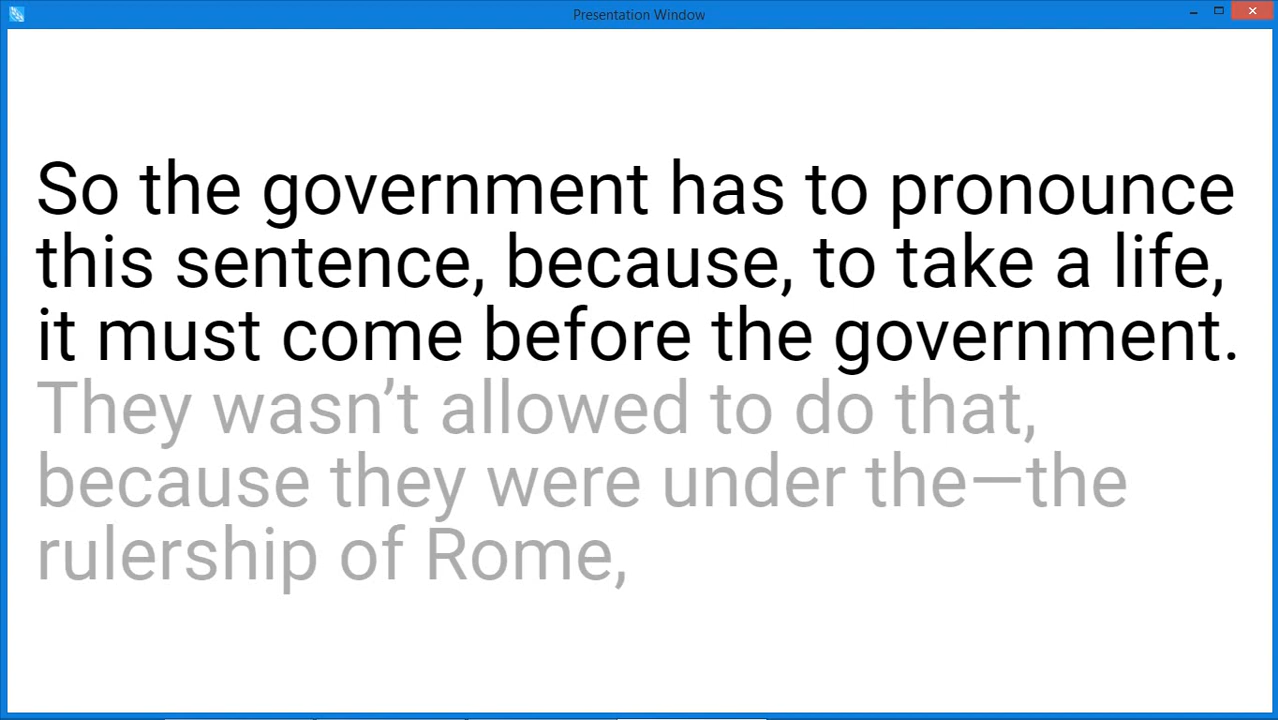 Presentation Window
So the government has to pronounce
this sentence, because, to take a life,
it must come before the government.
They wasn’t allowed to do that,
because they were under the—the
rulership of Rome,